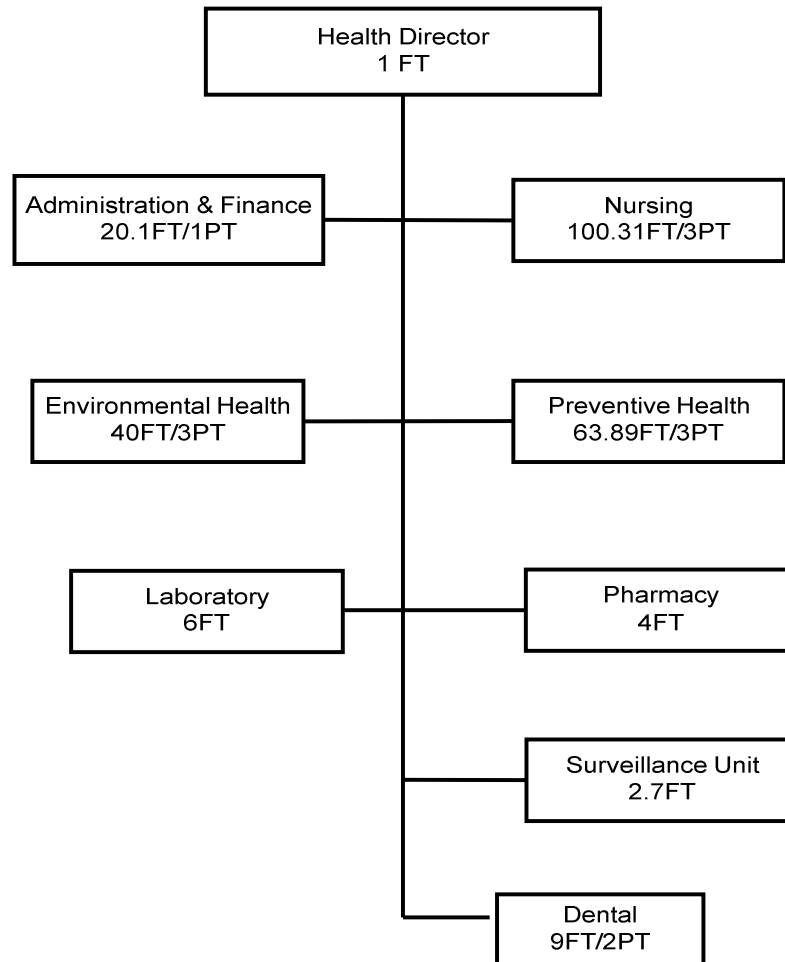 Health Director
1 FT
Administration & Finance
20.1FT/1PT
Nursing
100.31FT/3PT
Environmental Health
40FT/3PT
Preventive Health
63.89FT/3PT
Laboratory
6FT
Pharmacy
4FT
Surveillance Unit
2.7FT
Dental
9FT/2PT